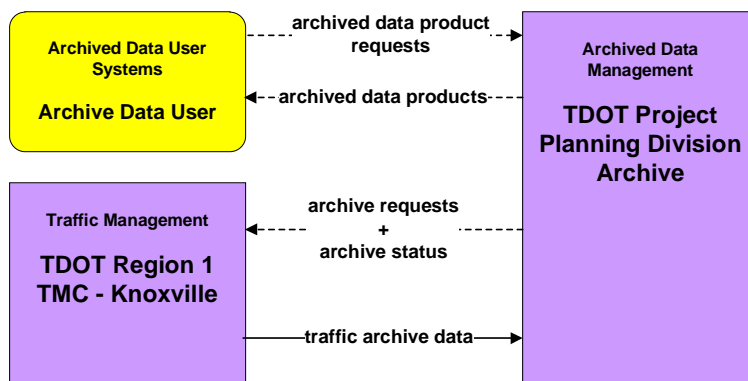 Archived Data User
Systems
Archive Data User
archived data product
requests
archived data products
Archived Data
Management
TDOT Project
Planning Division
Archive
Traffic Management
TDOT Region 1
TMC - Knoxville
archive requests
+
archive status
traffic archive data